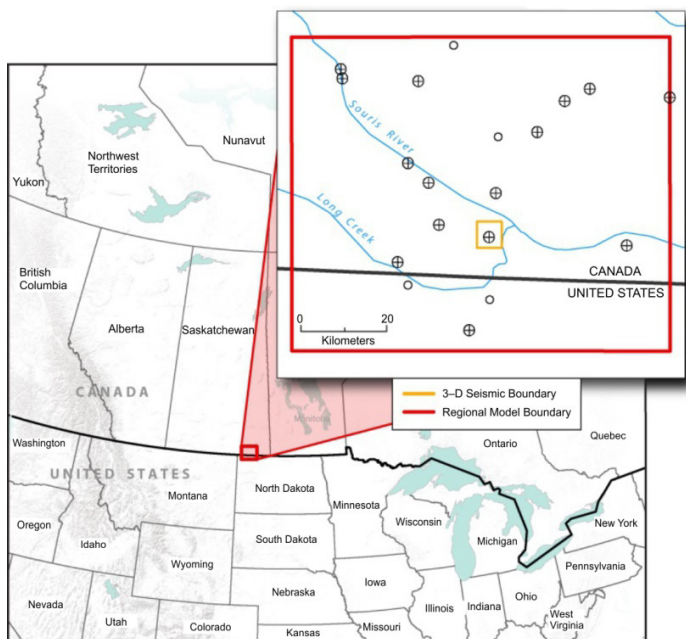 Souris River
Long Creek
CANADA
UNITED STATES
0 20
Kilometers
Nunavut
Northwest
Territories
Yukon
British
Columbia
Alberta
Saskatchewan
Manitoba
CANADA
3–D Seismic Boundary
Regional Model Boundary
Ontario
Quebec
Washington
UNITED STATES
Montana
North Dakota
Minnesota
Oregon
Idaho
Wyoming
South Dakota
Wisconsin
Michigan
New York
Nebraska
Iowa
Pennsylvania
Nevada
Utah
Colorado
Kansas
Missouri
Illinois
Indiana
Ohio
West
Virginia